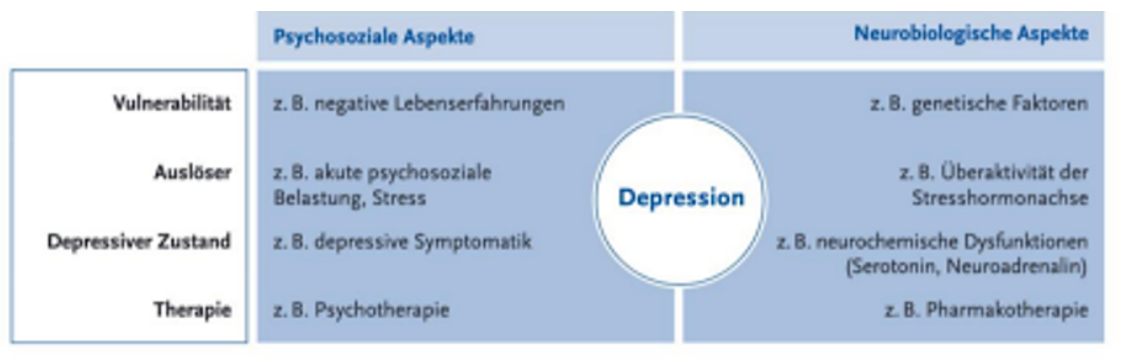 Psychosoziale Aspekte
Neurobiologische Aspekte
Vulnerabilität
z. B. negative Lebenserfahrungen
z. B. genetische Faktoren
Auslöser
z. B. akute psychosoziale
Belastung, Stress
z. B. Überaktivität der
Stresshormonachse
Depression
Depressiver Zustand
z. B. depressive Symptomatik
z. B. neurochemische Dysfunktionen
(Serotonin, Neuroadrenalin)
Therapie
z. B. Psychotherapie
z. B. Pharmakotherapie